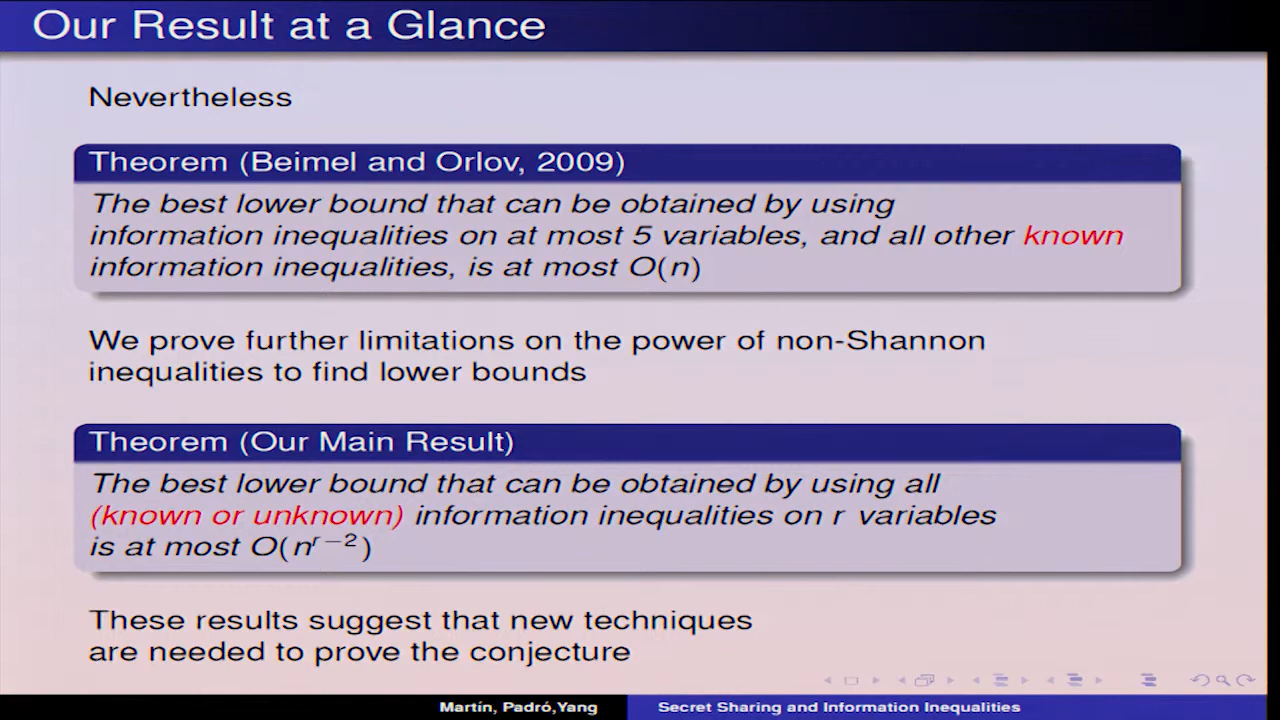 Our Result at a Glance
Nevertheless
Theorem (Beimel and Orlov, 2009)
The best lower bound that can be obtained by using
information inequalities on at most 5 variables, and all other known
information inequalities, is at most O(n)
We prove further limitations on the power of non-Shannon
inequalities to find lower bounds
Theorem (Our Main Result)
The best lower bound that can be obtained by using all
(known or unknown) information inequalities on r variables
is at most O(n^{r−2})
These results suggest that new techniques
are needed to prove the conjecture
Martín, Padró,Yang
Secret Sharing and Information Inequalities